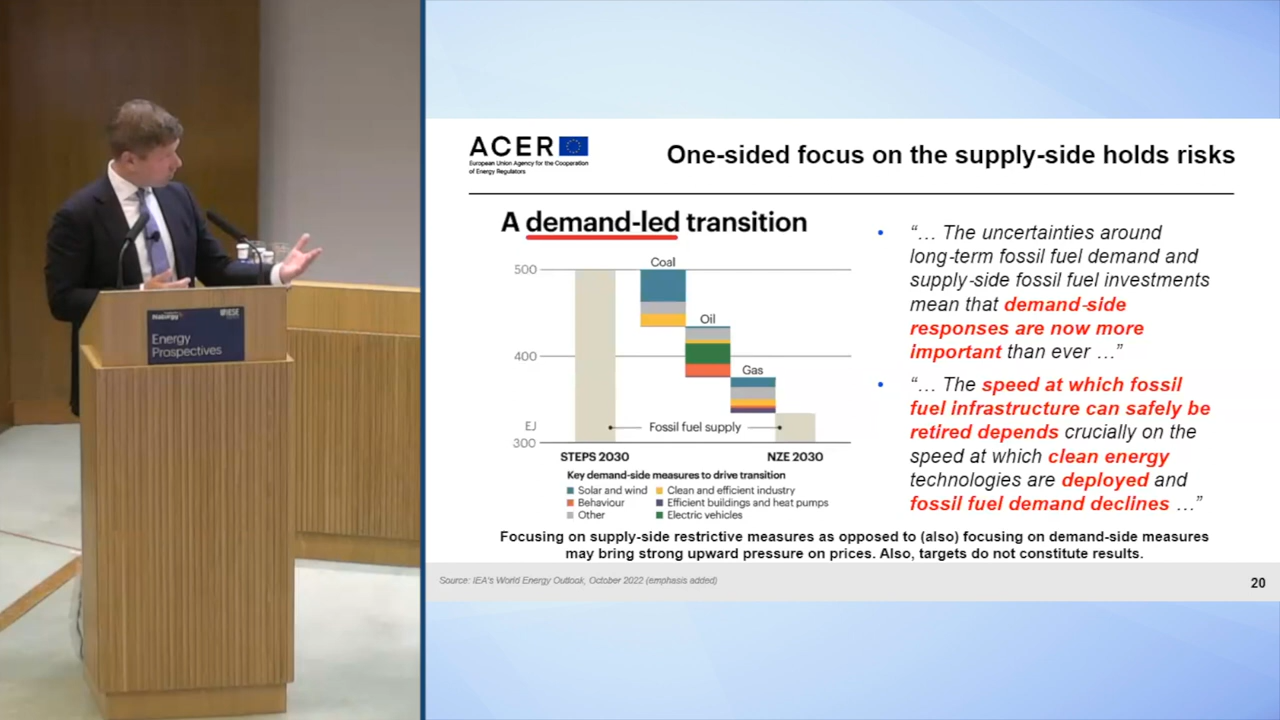 Naturgy
IESE
Energy
Prospectives
ACER
European Union Agency for the Cooperation
of Energy Regulators
One-sided focus on the supply-side holds risks
A demand-led transition
500
400
EJ
300
Coal
Oil
Gas
Fossil fuel supply
STEPS 2030
NZE 2030
Key demand-side measures to drive transition
Solar and wind
Clean and efficient industry
Behaviour
Efficient buildings and heat pumps
Other
Electric vehicles
• “… The uncertainties around
long-term fossil fuel demand and
supply-side fossil fuel investments
mean that demand-side
responses are now more
important than ever …”
• “… The speed at which fossil
fuel infrastructure can safely be
retired depends crucially on the
speed at which clean energy
technologies are deployed and
fossil fuel demand declines …”
Focusing on supply-side restrictive measures as opposed to (also) focusing on demand-side measures
may bring strong upward pressure on prices. Also, targets do not constitute results.
Source: IEA's World Energy Outlook, October 2022 (emphasis added)
20